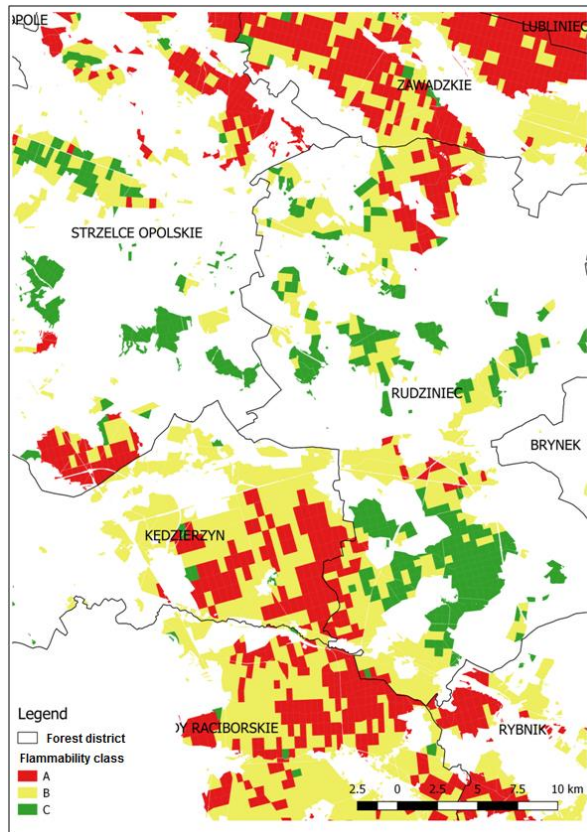 OPOLE
LUBLINIEC
ZAWADZKIE
STRZELCE OPOLSKIE
RUDZINIEC
BRYNEK
KĘDZIERZYN
DY RACIBORSKIE
RYBNIK
Legend
Forest district
Flammability class
A
B
C
2.5 0 2.5 5 7.5 10 km